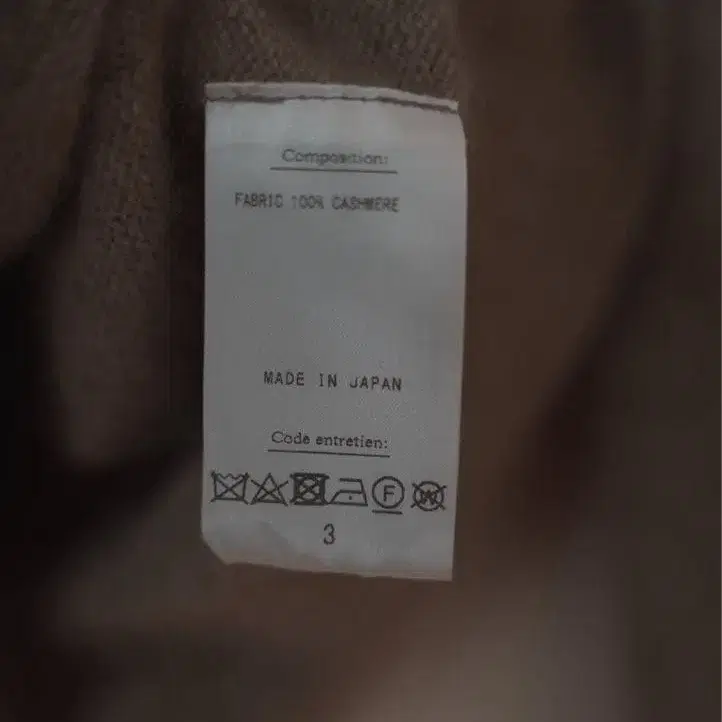 Composition:
FABRIC 100% CASHMERE
MADE IN JAPAN
Code entretien:
F W
3